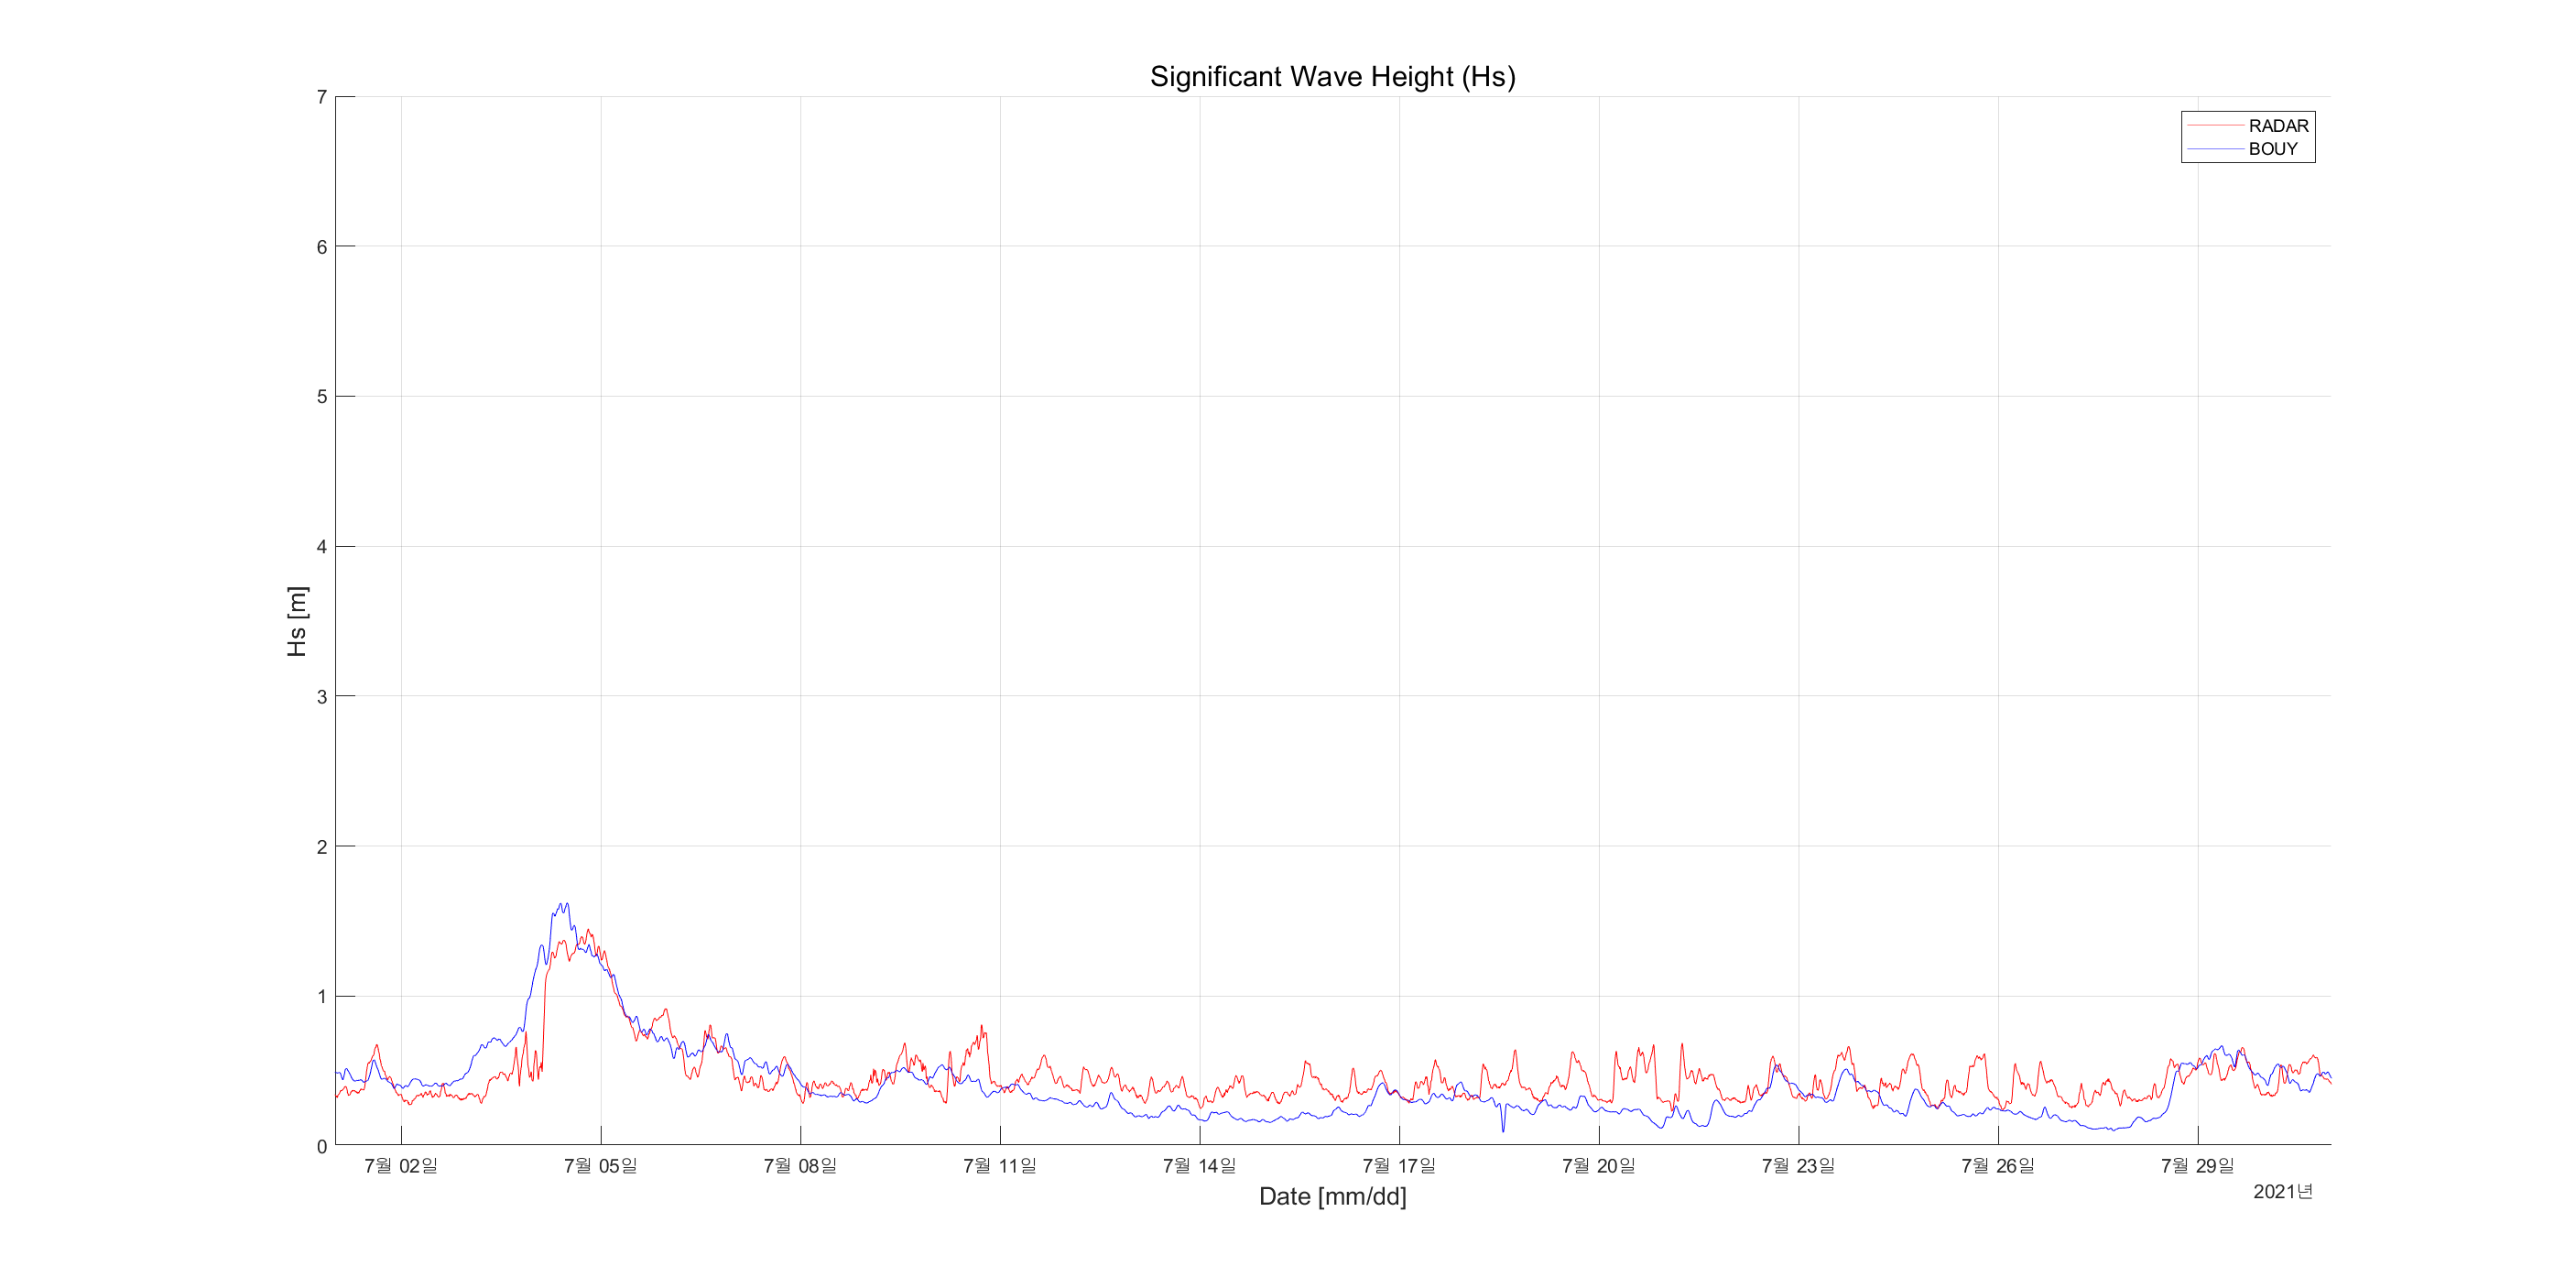 Significant Wave Height (Hs)
RADAR
BOUY
7
6
5
4
3
2
1
0
Hs [m]
7월 02일
7월 05일
7월 08일
7월 11일
7월 14일
7월 17일
7월 20일
7월 23일
7월 26일
7월 29일
2021년
Date [mm/dd]